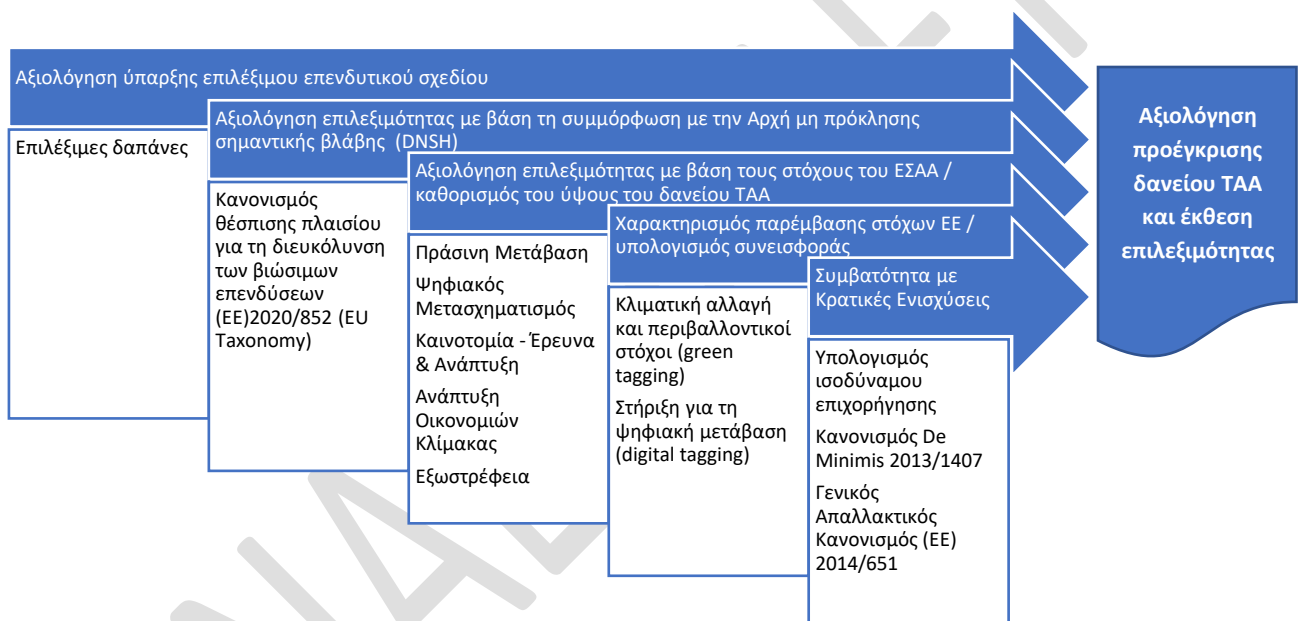 Αξιολόγηση ύπαρξης επιλέξιμου επενδυτικού σχεδίου
Επιλέξιμες δαπάνες
Αξιολόγηση επιλεξιμότητας με βάση τη συμμόρφωση με την Αρχή μη πρόκλησης
σημαντικής βλάβης (DNSH)
Κανονισμός
θέσπισης πλαισίου
για τη διευκόλυνση
των βιώσιμων
επενδύσεων
(ΕΕ)2020/852 (EU
Taxonomy)
Αξιολόγηση επιλεξιμότητας με βάση τους στόχους του ΕΣΑΑ /
καθορισμός του ύψους του δανείου ΤΑΑ
Πράσινη Μετάβαση
Ψηφιακός
Μετασχηματισμός
Καινοτομία - Έρευνα
& Ανάπτυξη
Ανάπτυξη
Οικονομιών
Κλίμακας
Εξωστρέφεια
Χαρακτηρισμός παρέμβασης στόχων ΕΕ /
υπολογισμός συνεισφοράς
Κλιματική αλλαγή
και περιβαλλοντικοί
στόχοι (green
tagging)
Στήριξη για τη
ψηφιακή μετάβαση
(digital tagging)
Συμβατότητα με
Κρατικές Ενισχύσεις
Υπολογισμός
ισοδύναμου
επιχορήγησης
Κανονισμός De
Minimis 2013/1407
Γενικός
Απαλλακτικός
Κανονισμός (ΕΕ)
2014/651
Αξιολόγηση
προέγκρισης
δανείου ΤΑΑ
και έκθεση
επιλεξιμότητας